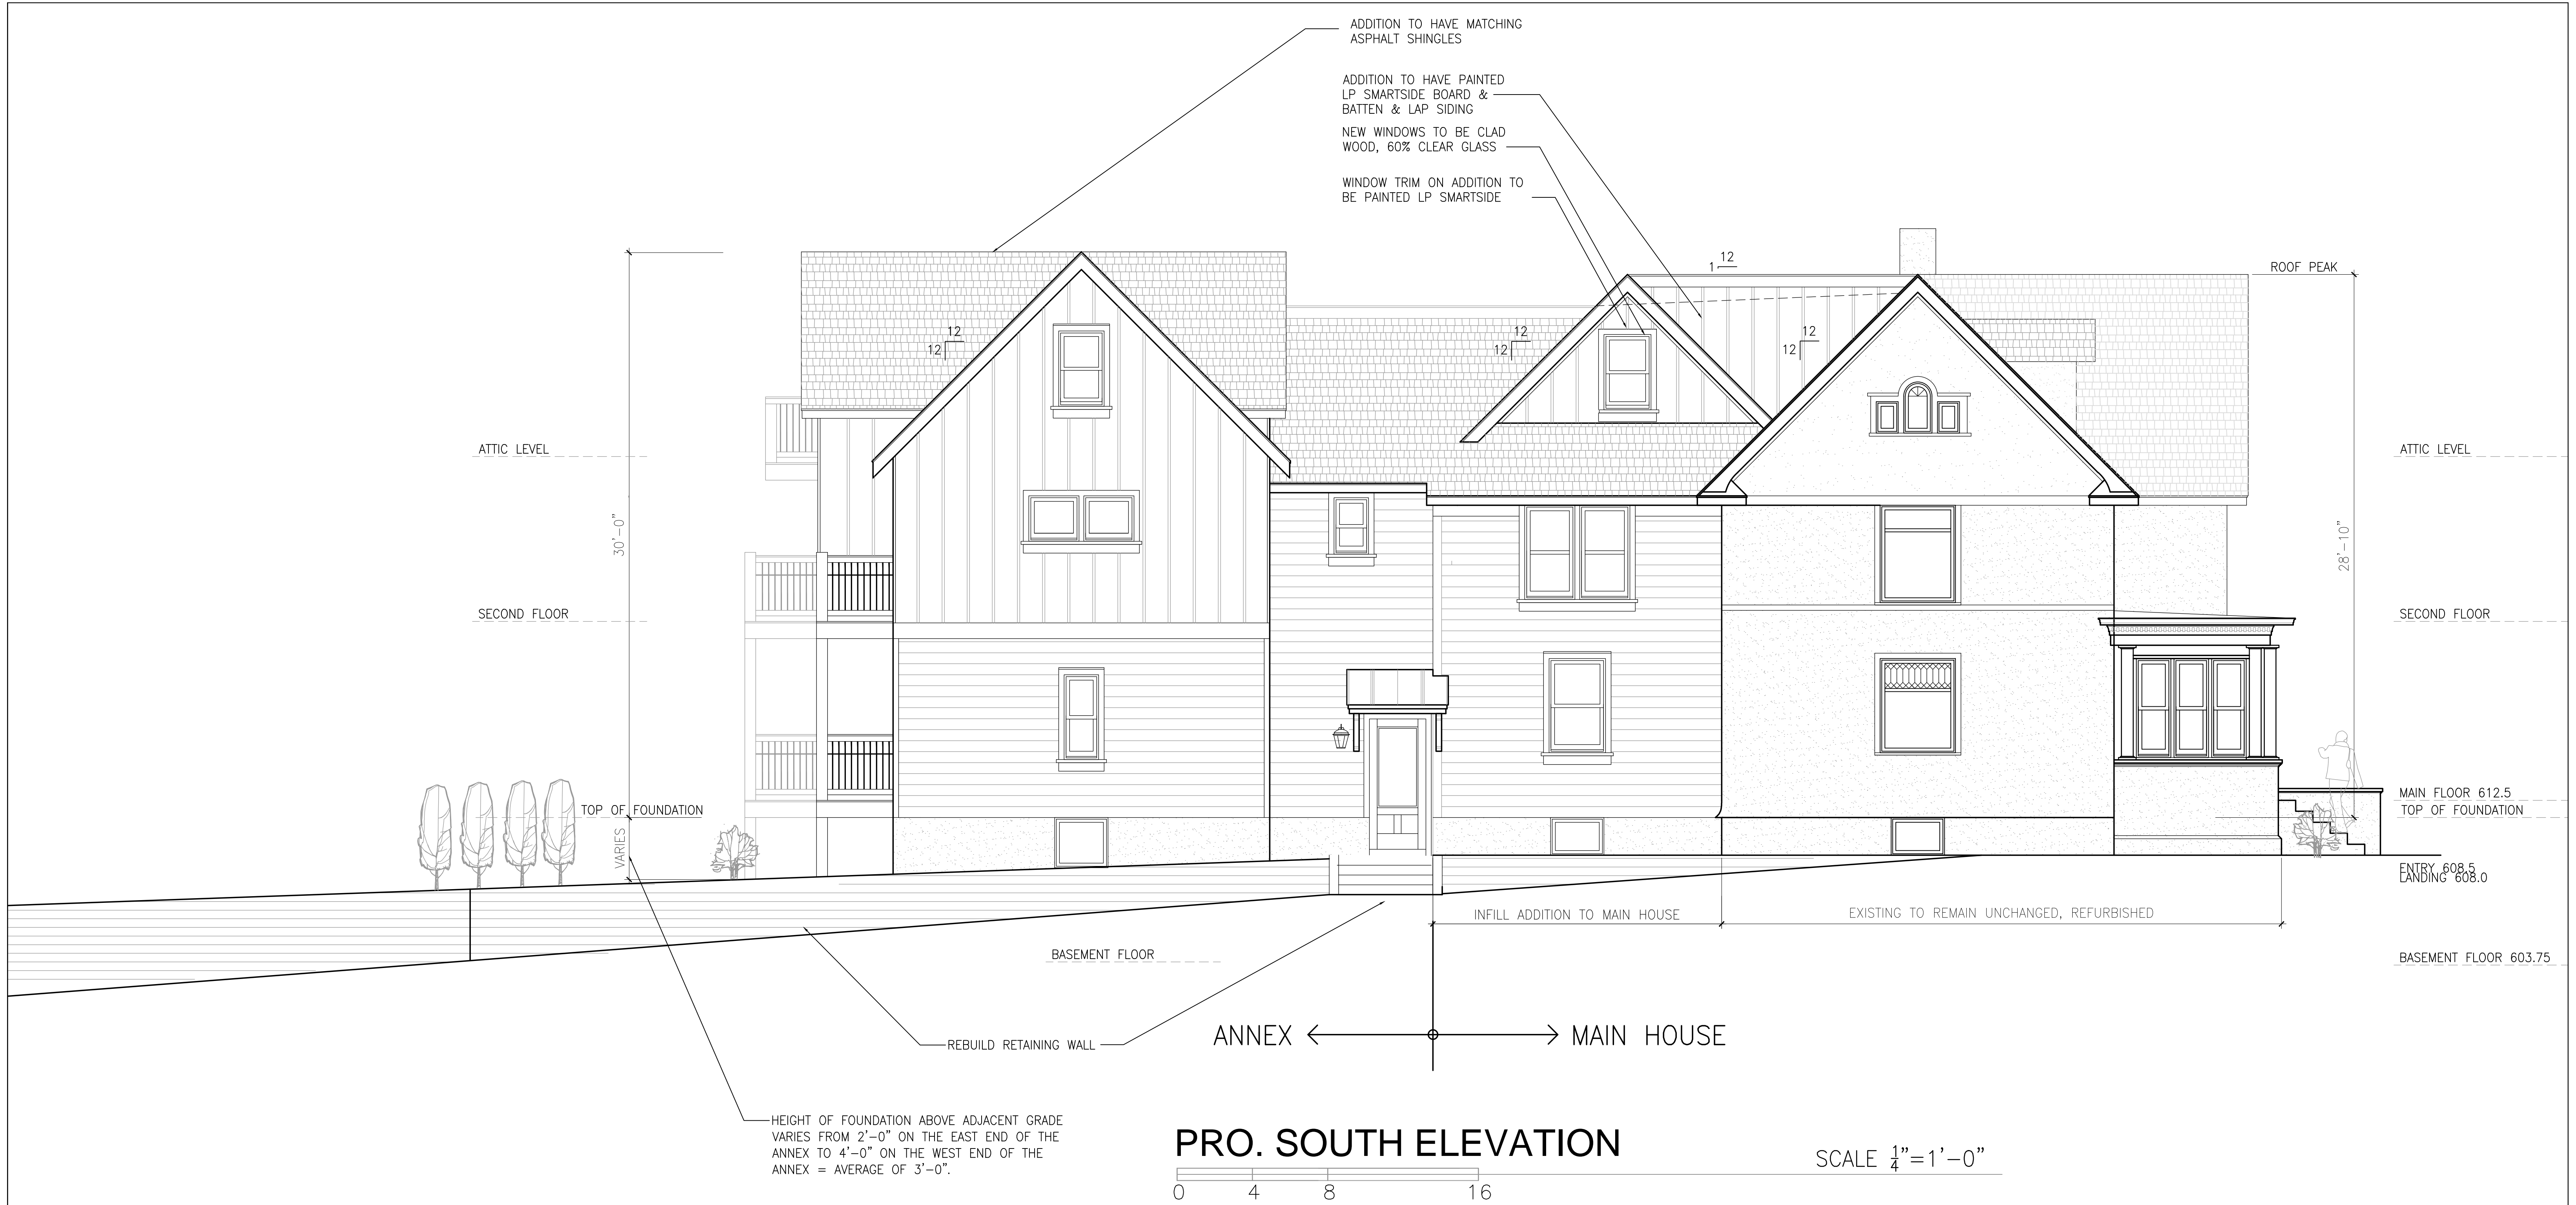 ADDITION TO HAVE MATCHING
ASPHALT SHINGLES
ADDITION TO HAVE PAINTED
LP SMARTSIDE BOARD &
BATTEN & LAP SIDING
NEW WINDOWS TO BE CLAD
WOOD, 60% CLEAR GLASS
WINDOW TRIM ON ADDITION TO
BE PAINTED LP SMARTSIDE
12
1
ROOF PEAK
12
12
12
12
12
12
ATTIC LEVEL
ATTIC LEVEL
30'-0"
28'-10"
SECOND FLOOR
SECOND FLOOR
MAIN FLOOR 612.5
TOP OF FOUNDATION
TOP OF FOUNDATION
VARIES
ENTRY 608.5
LANDING 608.0
INFILL ADDITION TO MAIN HOUSE
EXISTING TO REMAIN UNCHANGED, REFURBISHED
BASEMENT FLOOR
BASEMENT FLOOR 603.75
ANNEX
MAIN HOUSE
REBUILD RETAINING WALL
HEIGHT OF FOUNDATION ABOVE ADJACENT GRADE
VARIES FROM 2'-0" ON THE EAST END OF THE
ANNEX TO 4'-0" ON THE WEST END OF THE
ANNEX = AVERAGE OF 3'-0".
PRO. SOUTH ELEVATION
SCALE 1/4"=1'-0"
0 4 8 16